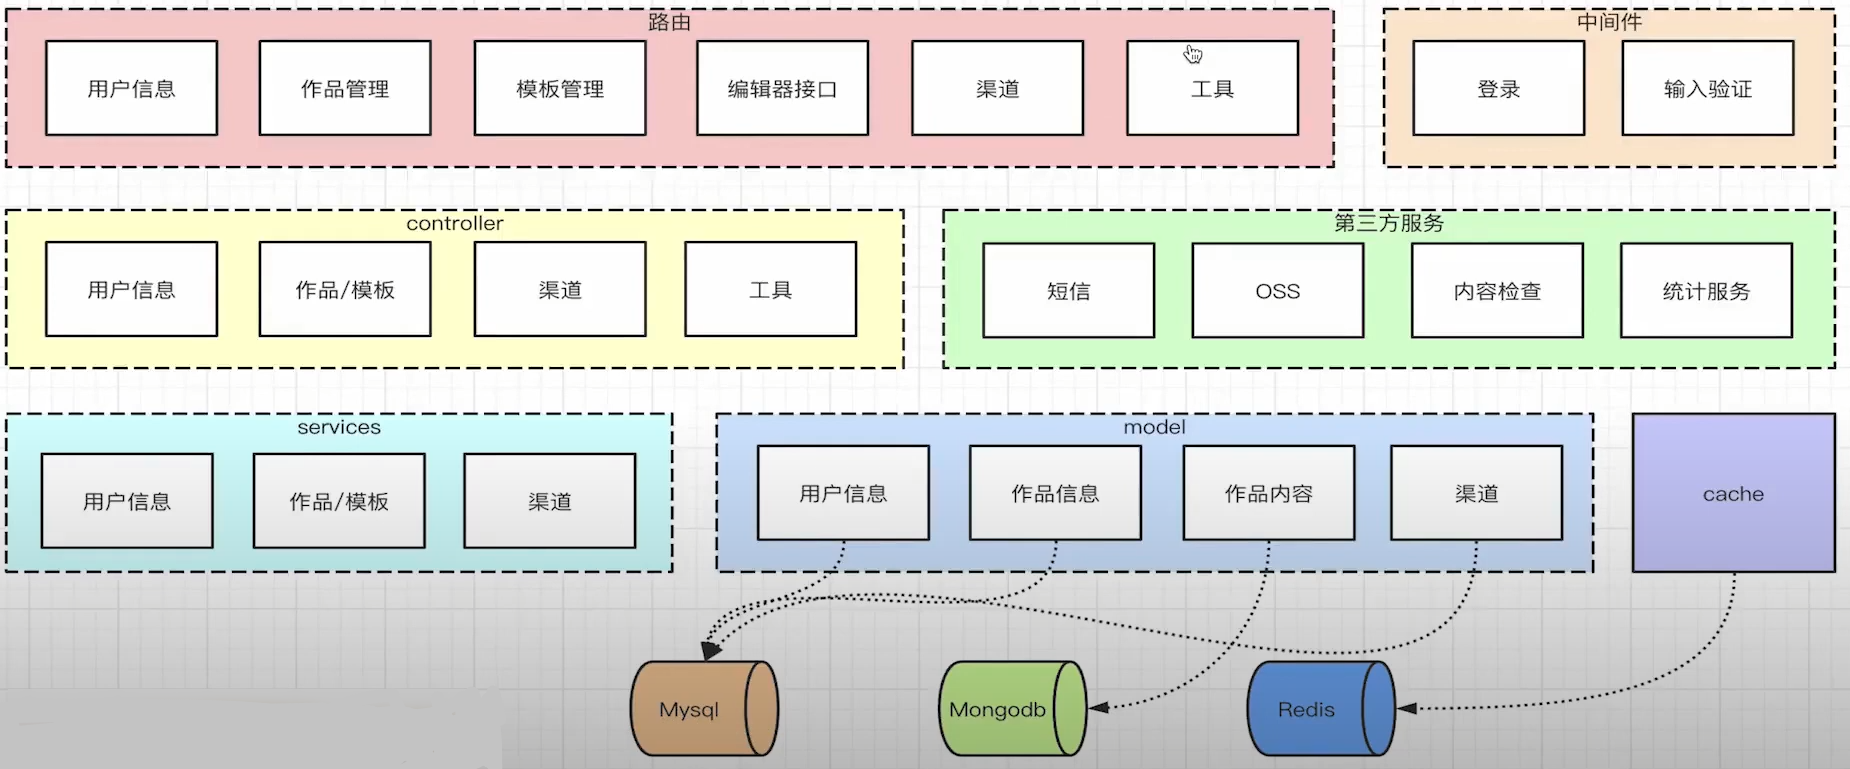 路由
用户信息
作品管理
模板管理
编辑器接口
渠道
工具
中间件
登录
输入验证
controller
用户信息
作品/模板
渠道
工具
第三方服务
短信
OSS
内容检查
统计服务
services
用户信息
作品/模板
渠道
model
用户信息
作品信息
作品内容
渠道
cache
Mysql
Mongodb
Redis